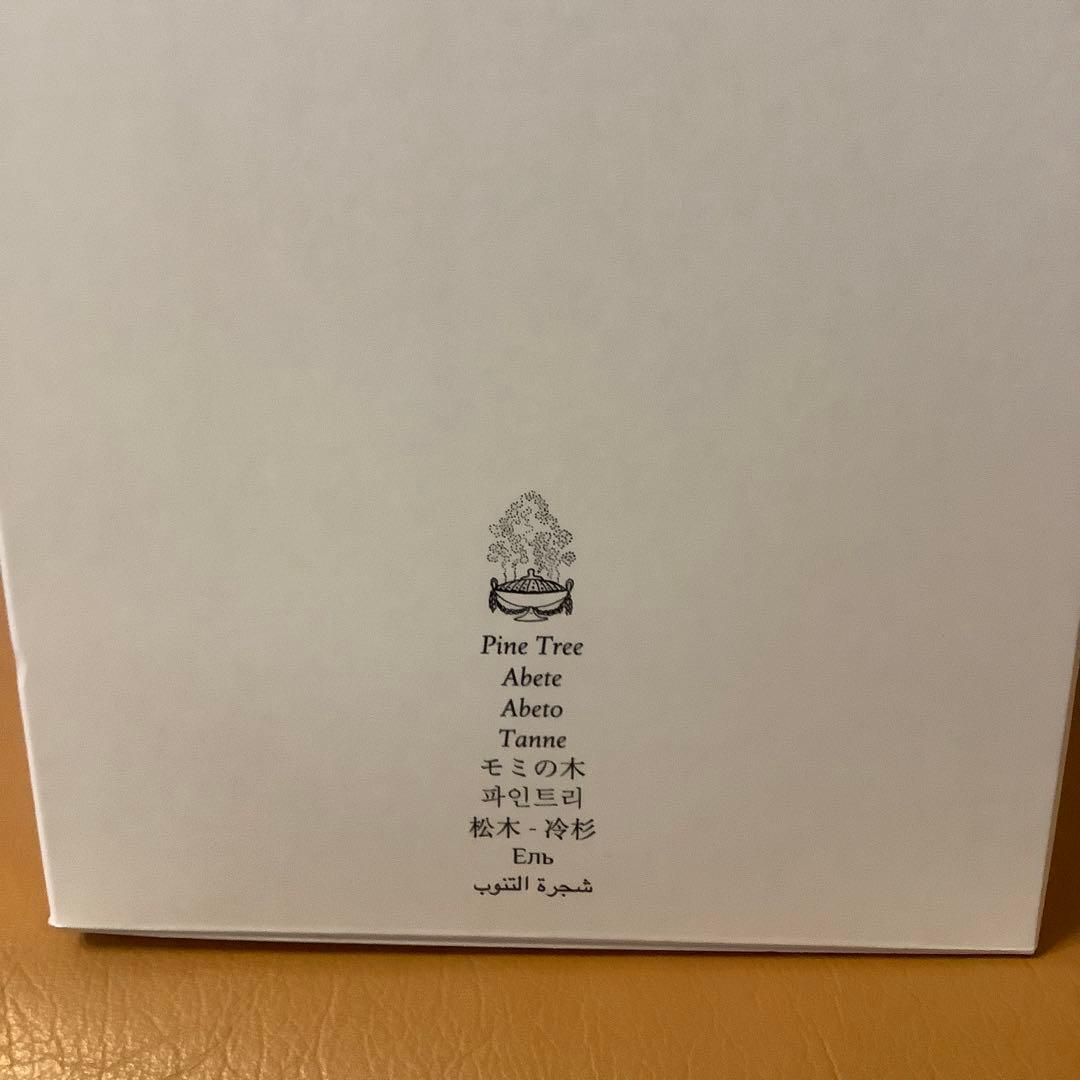 Pine Tree
Abete
Abeto
Tanne
モミの木
파인트리
松木 - 冷杉
Ель
شجرة التنوب